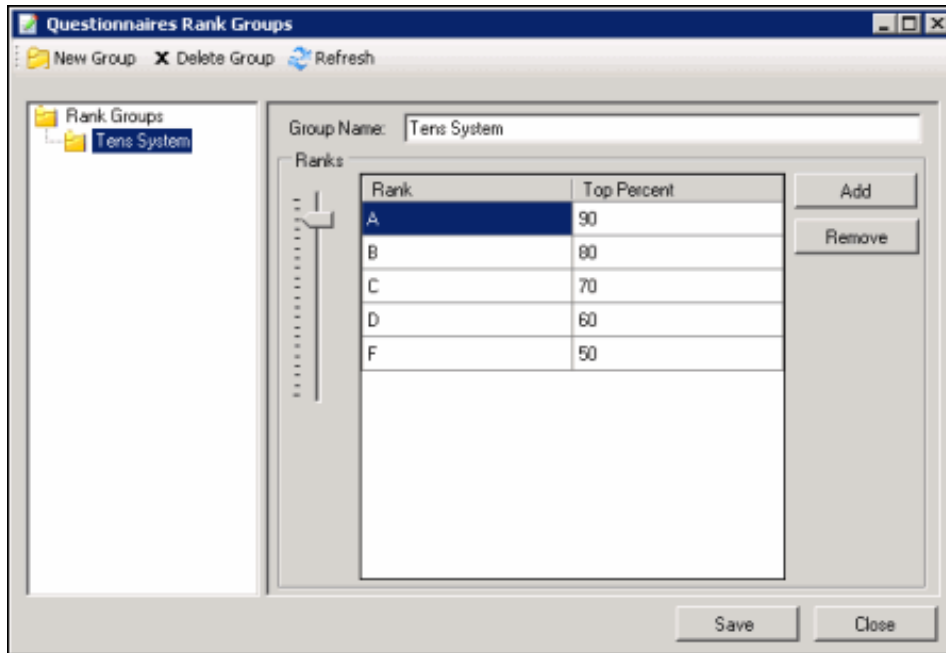 Questionnaires Rank Groups
New Group X Delete Group Refresh
Rank Groups
Tens System
Group Name: Tens System
Ranks
Rank Top Percent
A 90
B 80
C 70
D 60
F 50
Add
Remove
Save Close